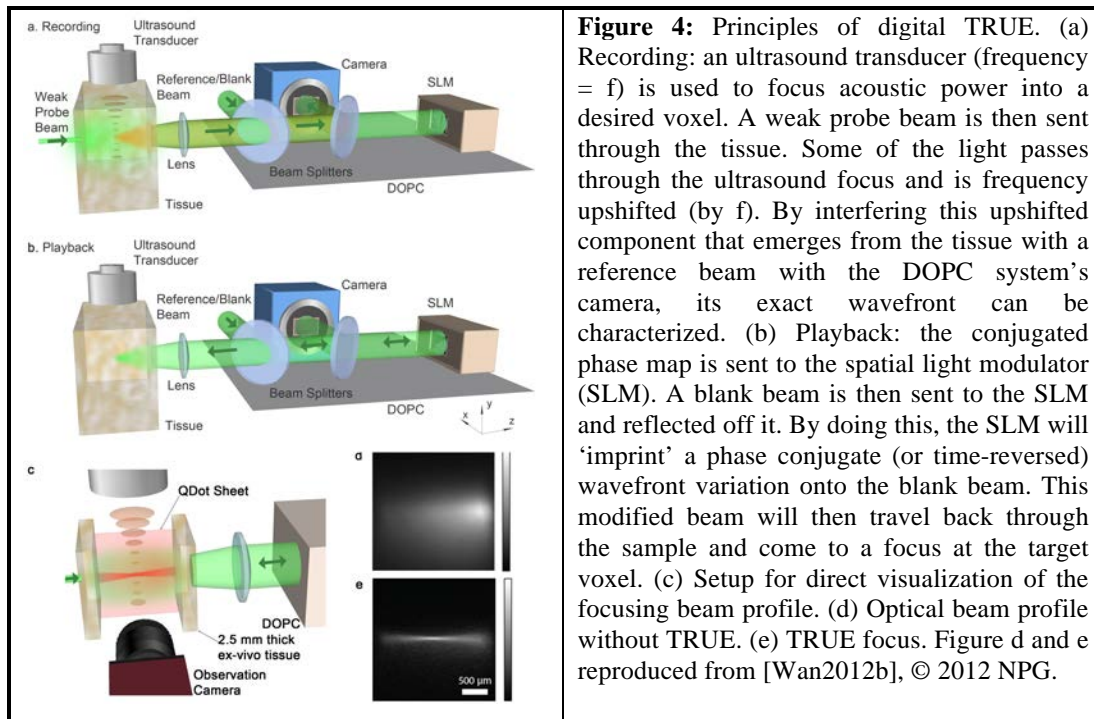 a. Recording
Ultrasound
Transducer
Reference/Blank
Beam
Camera
SLM
Weak
Probe
Beam
Lens
Beam Splitters
DOPC
Tissue
b. Playback
Ultrasound
Transducer
Reference/Blank
Beam
Camera
SLM
Lens
Beam Splitters
DOPC
Tissue
x
y
z
c
QDot Sheet
DOPC
2.5 mm thick
ex-vivo tissue
Observation
Camera
d
e
500 μm
Figure 4: Principles of digital TRUE. (a)
Recording: an ultrasound transducer (frequency
= f) is used to focus acoustic power into a
desired voxel. A weak probe beam is then sent
through the tissue. Some of the light passes
through the ultrasound focus and is frequency
upshifted (by f). By interfering this upshifted
component that emerges from the tissue with a
reference beam with the DOPC system's
camera, its exact wavefront can be
characterized. (b) Playback: the conjugated
phase map is sent to the spatial light modulator
(SLM). A blank beam is then sent to the SLM
and reflected off it. By doing this, the SLM will
‘imprint’ a phase conjugate (or time-reversed)
wavefront variation onto the blank beam. This
modified beam will then travel back through
the sample and come to a focus at the target
voxel. (c) Setup for direct visualization of the
focusing beam profile. (d) Optical beam profile
without TRUE. (e) TRUE focus. Figure d and e
reproduced from [Wan2012b], © 2012 NPG.